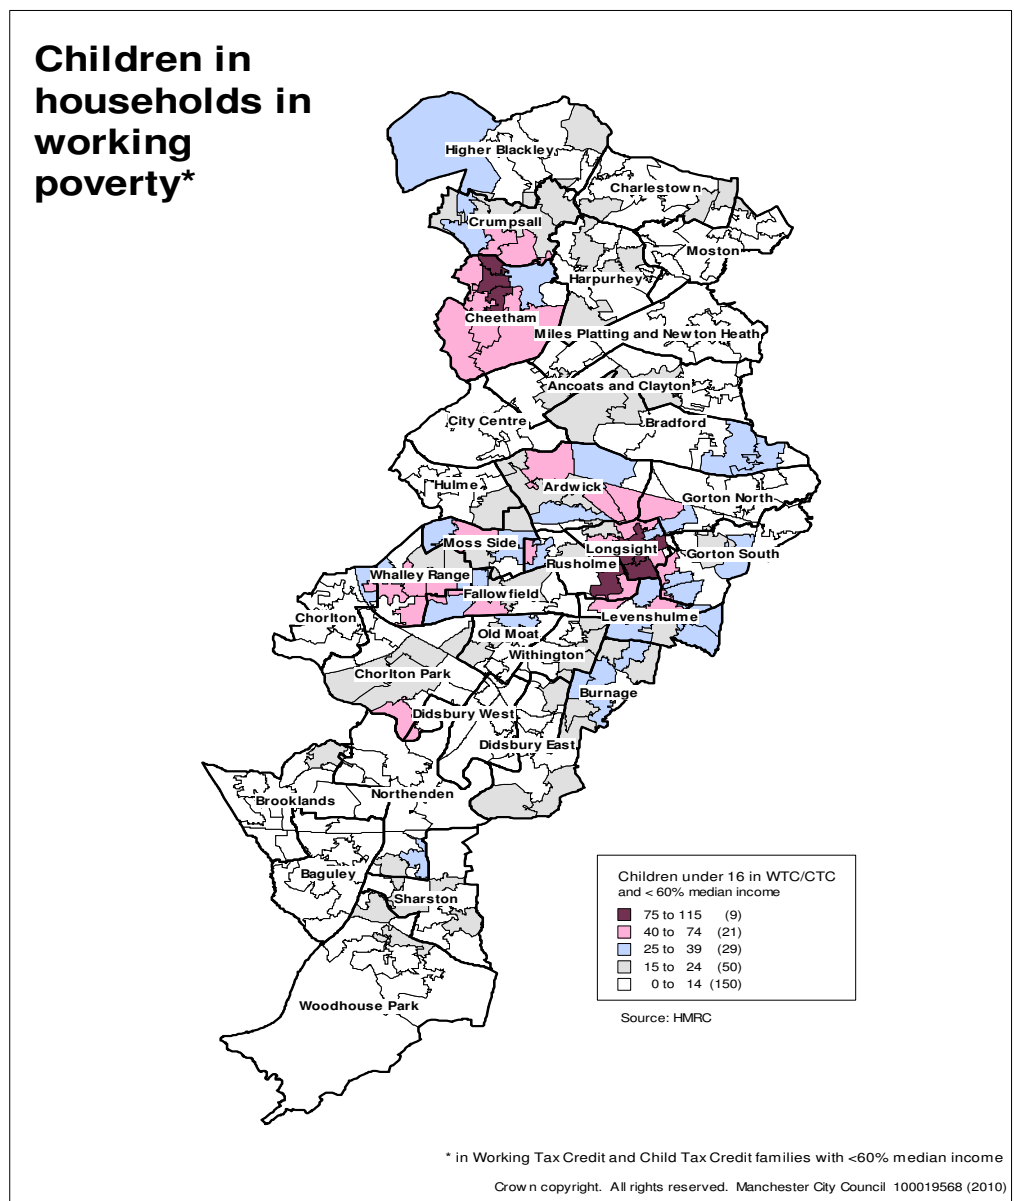 Children in
households in
working
poverty*
Higher Blackley
Charlestown
Crumpsall
Moston
Harpurhey
Cheetham
Miles Platting and Newton Heath
Ancoats and Clayton
City Centre
Bradford
Hulme
Ardwick
Gorton North
Moss Side
Longsight
Gorton South
Rusholme
Whalley Range
Fallowfield
Chorlton
Levenshulme
Old Moat
Withington
Chorlton Park
Burnage
Didsbury West
Didsbury East
Northenden
Brooklands
Baguley
Sharston
Woodhouse Park
Children under 16 in WTC/CTC
and < 60% median income
75 to 115 (9)
40 to 74 (21)
25 to 39 (29)
15 to 24 (50)
0 to 14 (150)
Source: HMRC
* in Working Tax Credit and Child Tax Credit families with <60% median income
Crown copyright. All rights reserved. Manchester City Council 100019568 (2010)